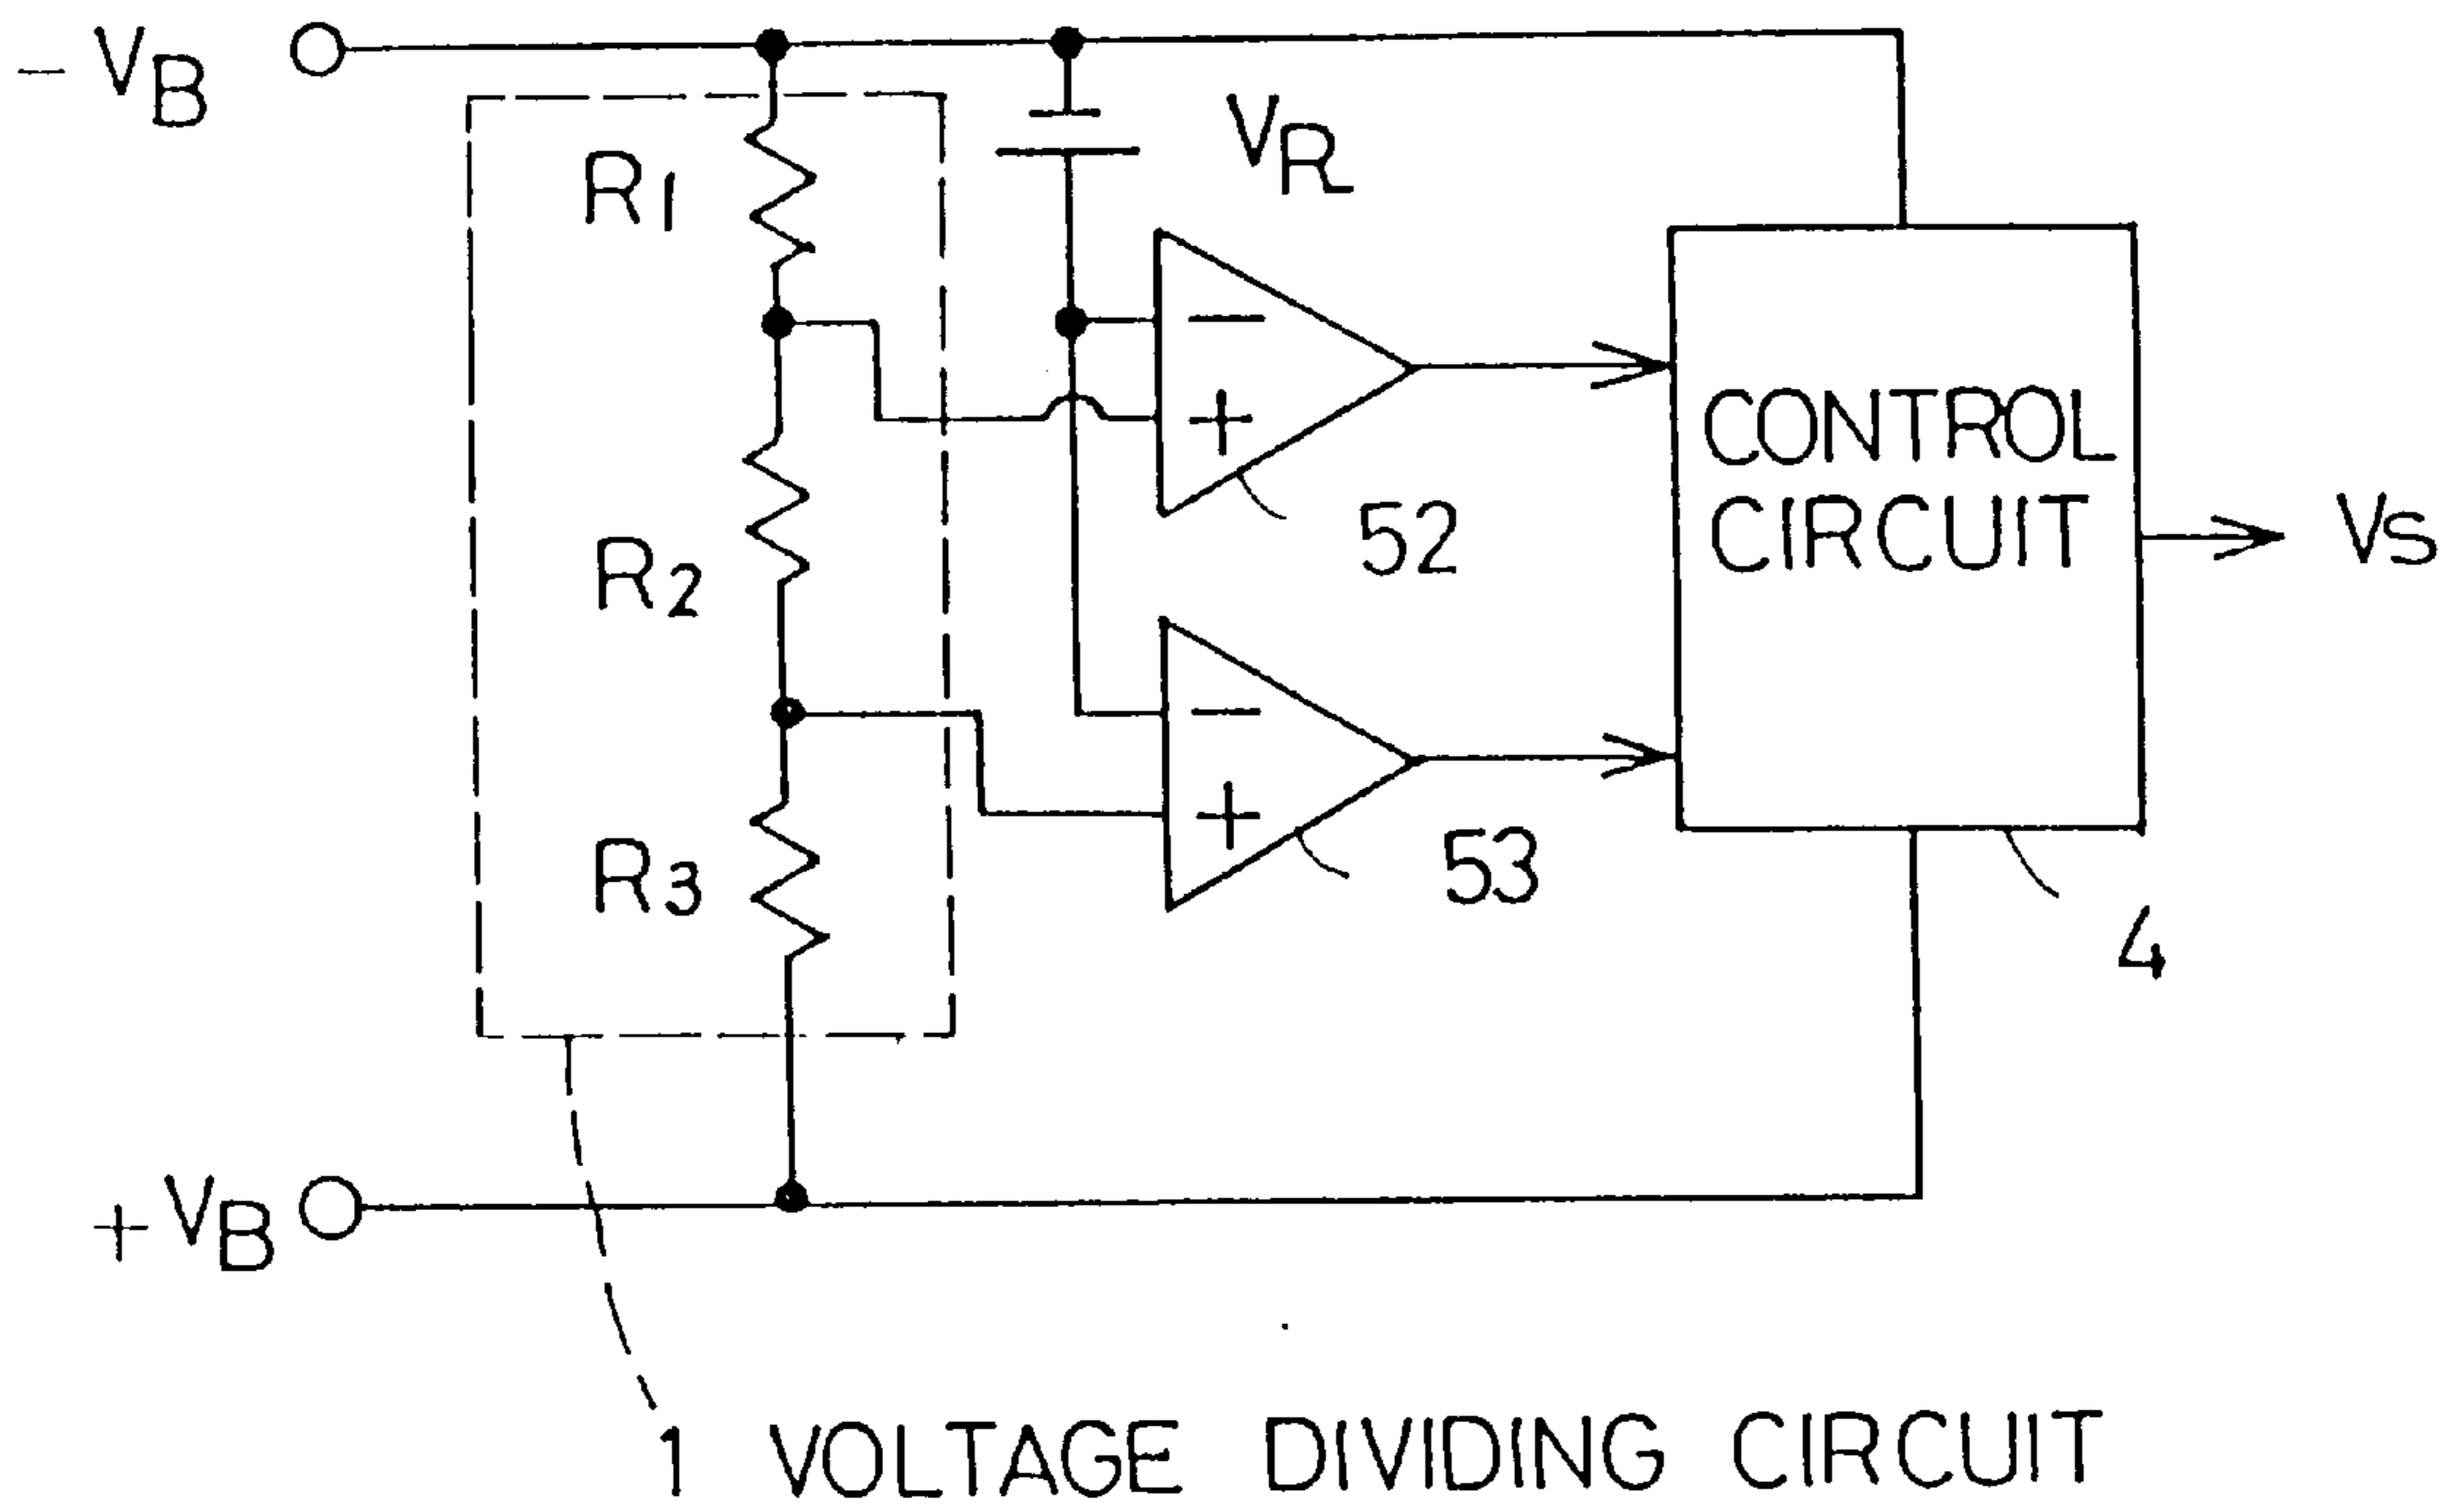 - VB
R1
VR
-
+
52
CONTROL
CIRCUIT
VS
R2
-
+
53
R3
4
+VB
1 VOLTAGE DIVIDING CIRCUIT